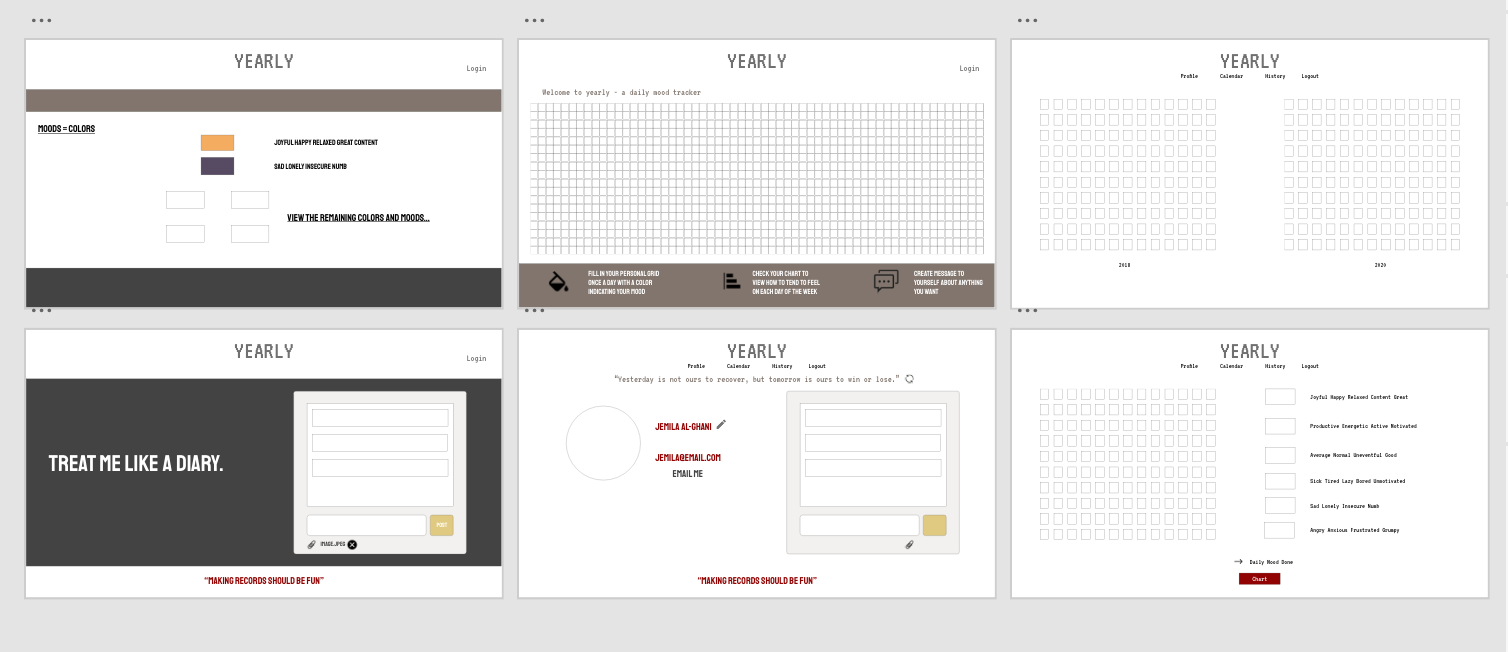 YEARLY
Login
MOODS = COLORS
JOYFUL HAPPY RELAXED GREAT CONTENT
SAD LONELY INSECURE NUMB
VIEW THE REMAINING COLORS AND MOODS...
YEARLY
Login
Welcome to yearly - a daily mood tracker
FILL IN YOUR PERSONAL GRID
ONCE A DAY WITH A COLOR
INDICATING YOUR MOOD
CHECK YOUR CHART TO
VIEW HOW TO TEND TO FEEL
ON EACH DAY OF THE WEEK
CREATE MESSAGE TO
YOURSELF ABOUT ANYTHING
YOU WANT
YEARLY
Profile Calendar History Logout
2018 2020
YEARLY
Login
TREAT ME LIKE A DIARY.
POST
IMAGE.JPEG
"MAKING RECORDS SHOULD BE FUN"
YEARLY
Profile Calendar History Logout
"Yesterday is not ours to recover, but tomorrow is ours to win or lose."
JEMILA AL-GHANI
JEMILA@EMAIL.COM
EMAIL ME
"MAKING RECORDS SHOULD BE FUN"
YEARLY
Profile Calendar History Logout
Joyful Happy Relaxed Content Great
Productive Energetic Active Motivated
Average Normal Uneventful Good
Sick Tired Lazy Bored Unmotivated
Sad Lonely Insecure Numb
Angry Anxious Frustrated Grumpy
Daily Mood Done
Chart